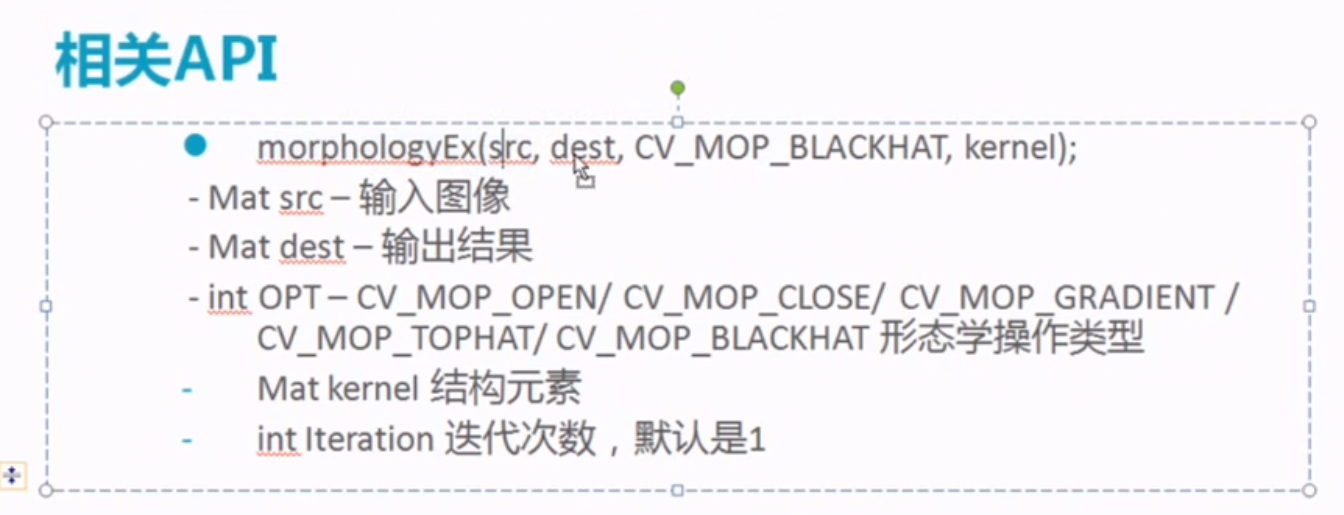 相关API
morphologyEx(src, dest, CV_MOP_BLACKHAT, kernel);
- Mat src – 输入图像
- Mat dest – 输出结果
- int OPT – CV_MOP_OPEN/ CV_MOP_CLOSE/ CV_MOP_GRADIENT /
CV_MOP_TOPHAT/ CV_MOP_BLACKHAT 形态学操作类型
- Mat kernel 结构元素
- int Iteration 迭代次数，默认是1